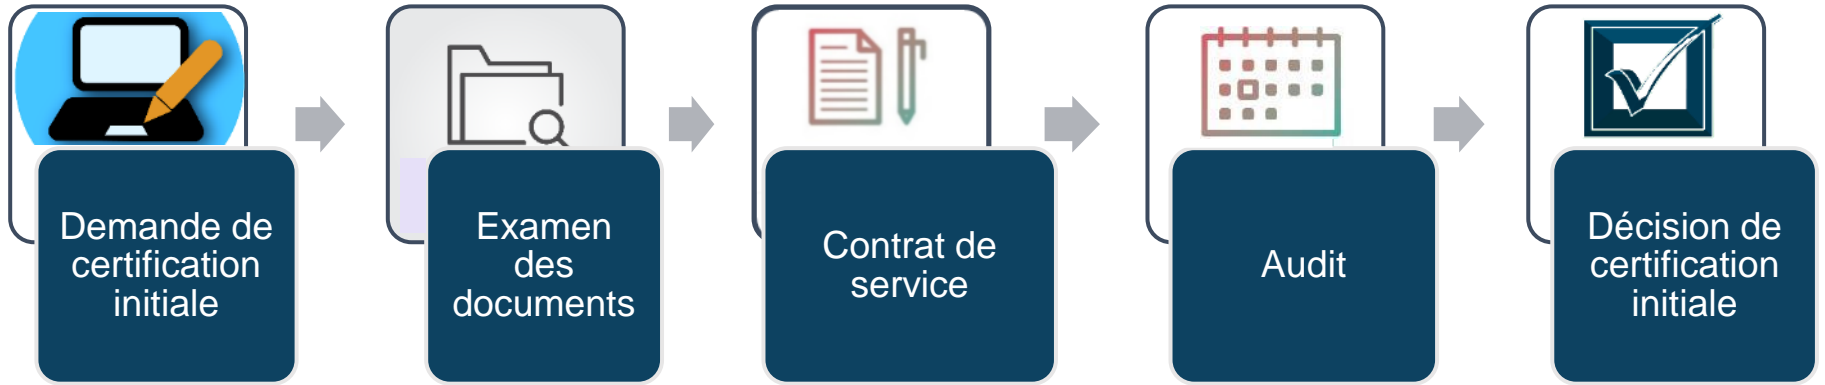 Demande de
certification
initiale
Examen
des
documents
Contrat de
service
Audit
Décision de
certification
initiale